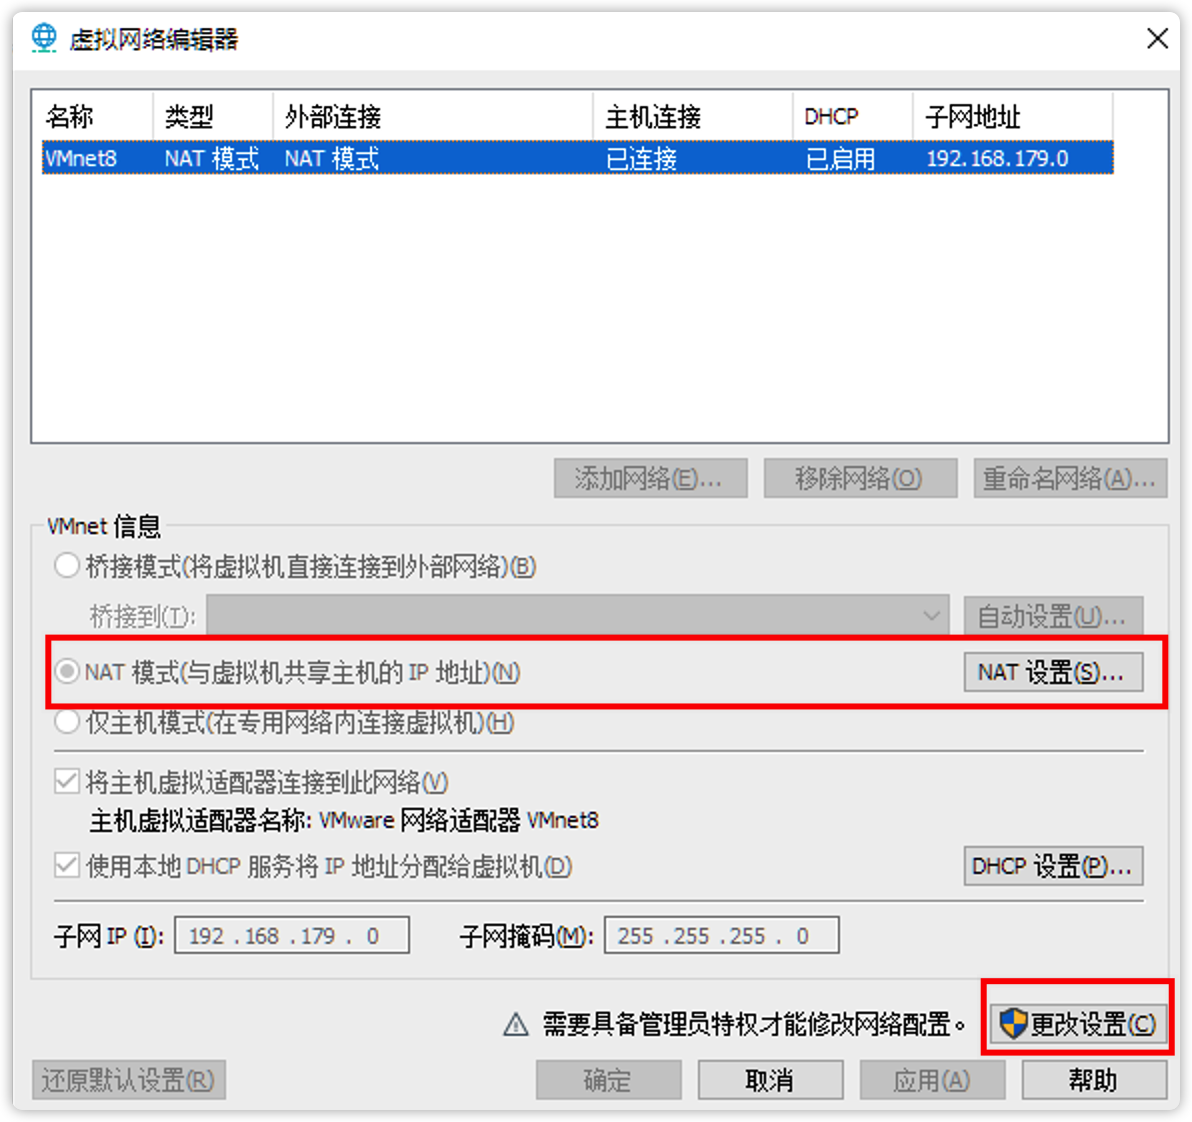 虚拟网络编辑器
名称 类型 外部连接 主机连接 DHCP 子网地址
VMnet8 NAT 模式 NAT 模式 已连接 已启用 192.168.179.0
添加网络(E)... 移除网络(O) 重命名网络(A)...
VMnet 信息
桥接模式(将虚拟机直接连接到外部网络)(B)
桥接到(I): 自动设置(U)...
NAT 模式(与虚拟机共享主机的 IP 地址)(N) NAT 设置(S)...
仅主机模式(在专用网络内连接虚拟机)(H)
将主机虚拟适配器连接到此网络(V)
主机虚拟适配器名称: VMware 网络适配器 VMnet8
使用本地 DHCP 服务将 IP 地址分配给虚拟机(D) DHCP 设置(P)...
子网 IP (I): 192 . 168 . 179 . 0 子网掩码(M): 255 . 255 . 255 . 0
需要具备管理员特权才能修改网络配置。 更改设置(C)
还原默认设置(R) 确定 取消 应用(A) 帮助